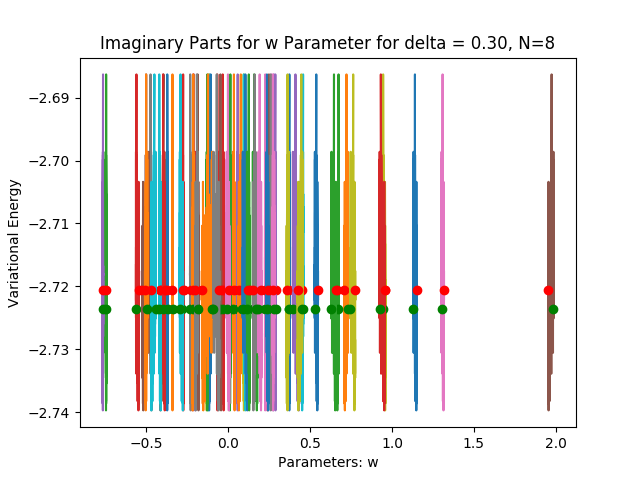 Imaginary Parts for w Parameter for delta = 0.30, N=8
Variational Energy
−2.69
−2.70
−2.71
−2.72
−2.73
−2.74
−0.5 0.0 0.5 1.0 1.5 2.0
Parameters: w